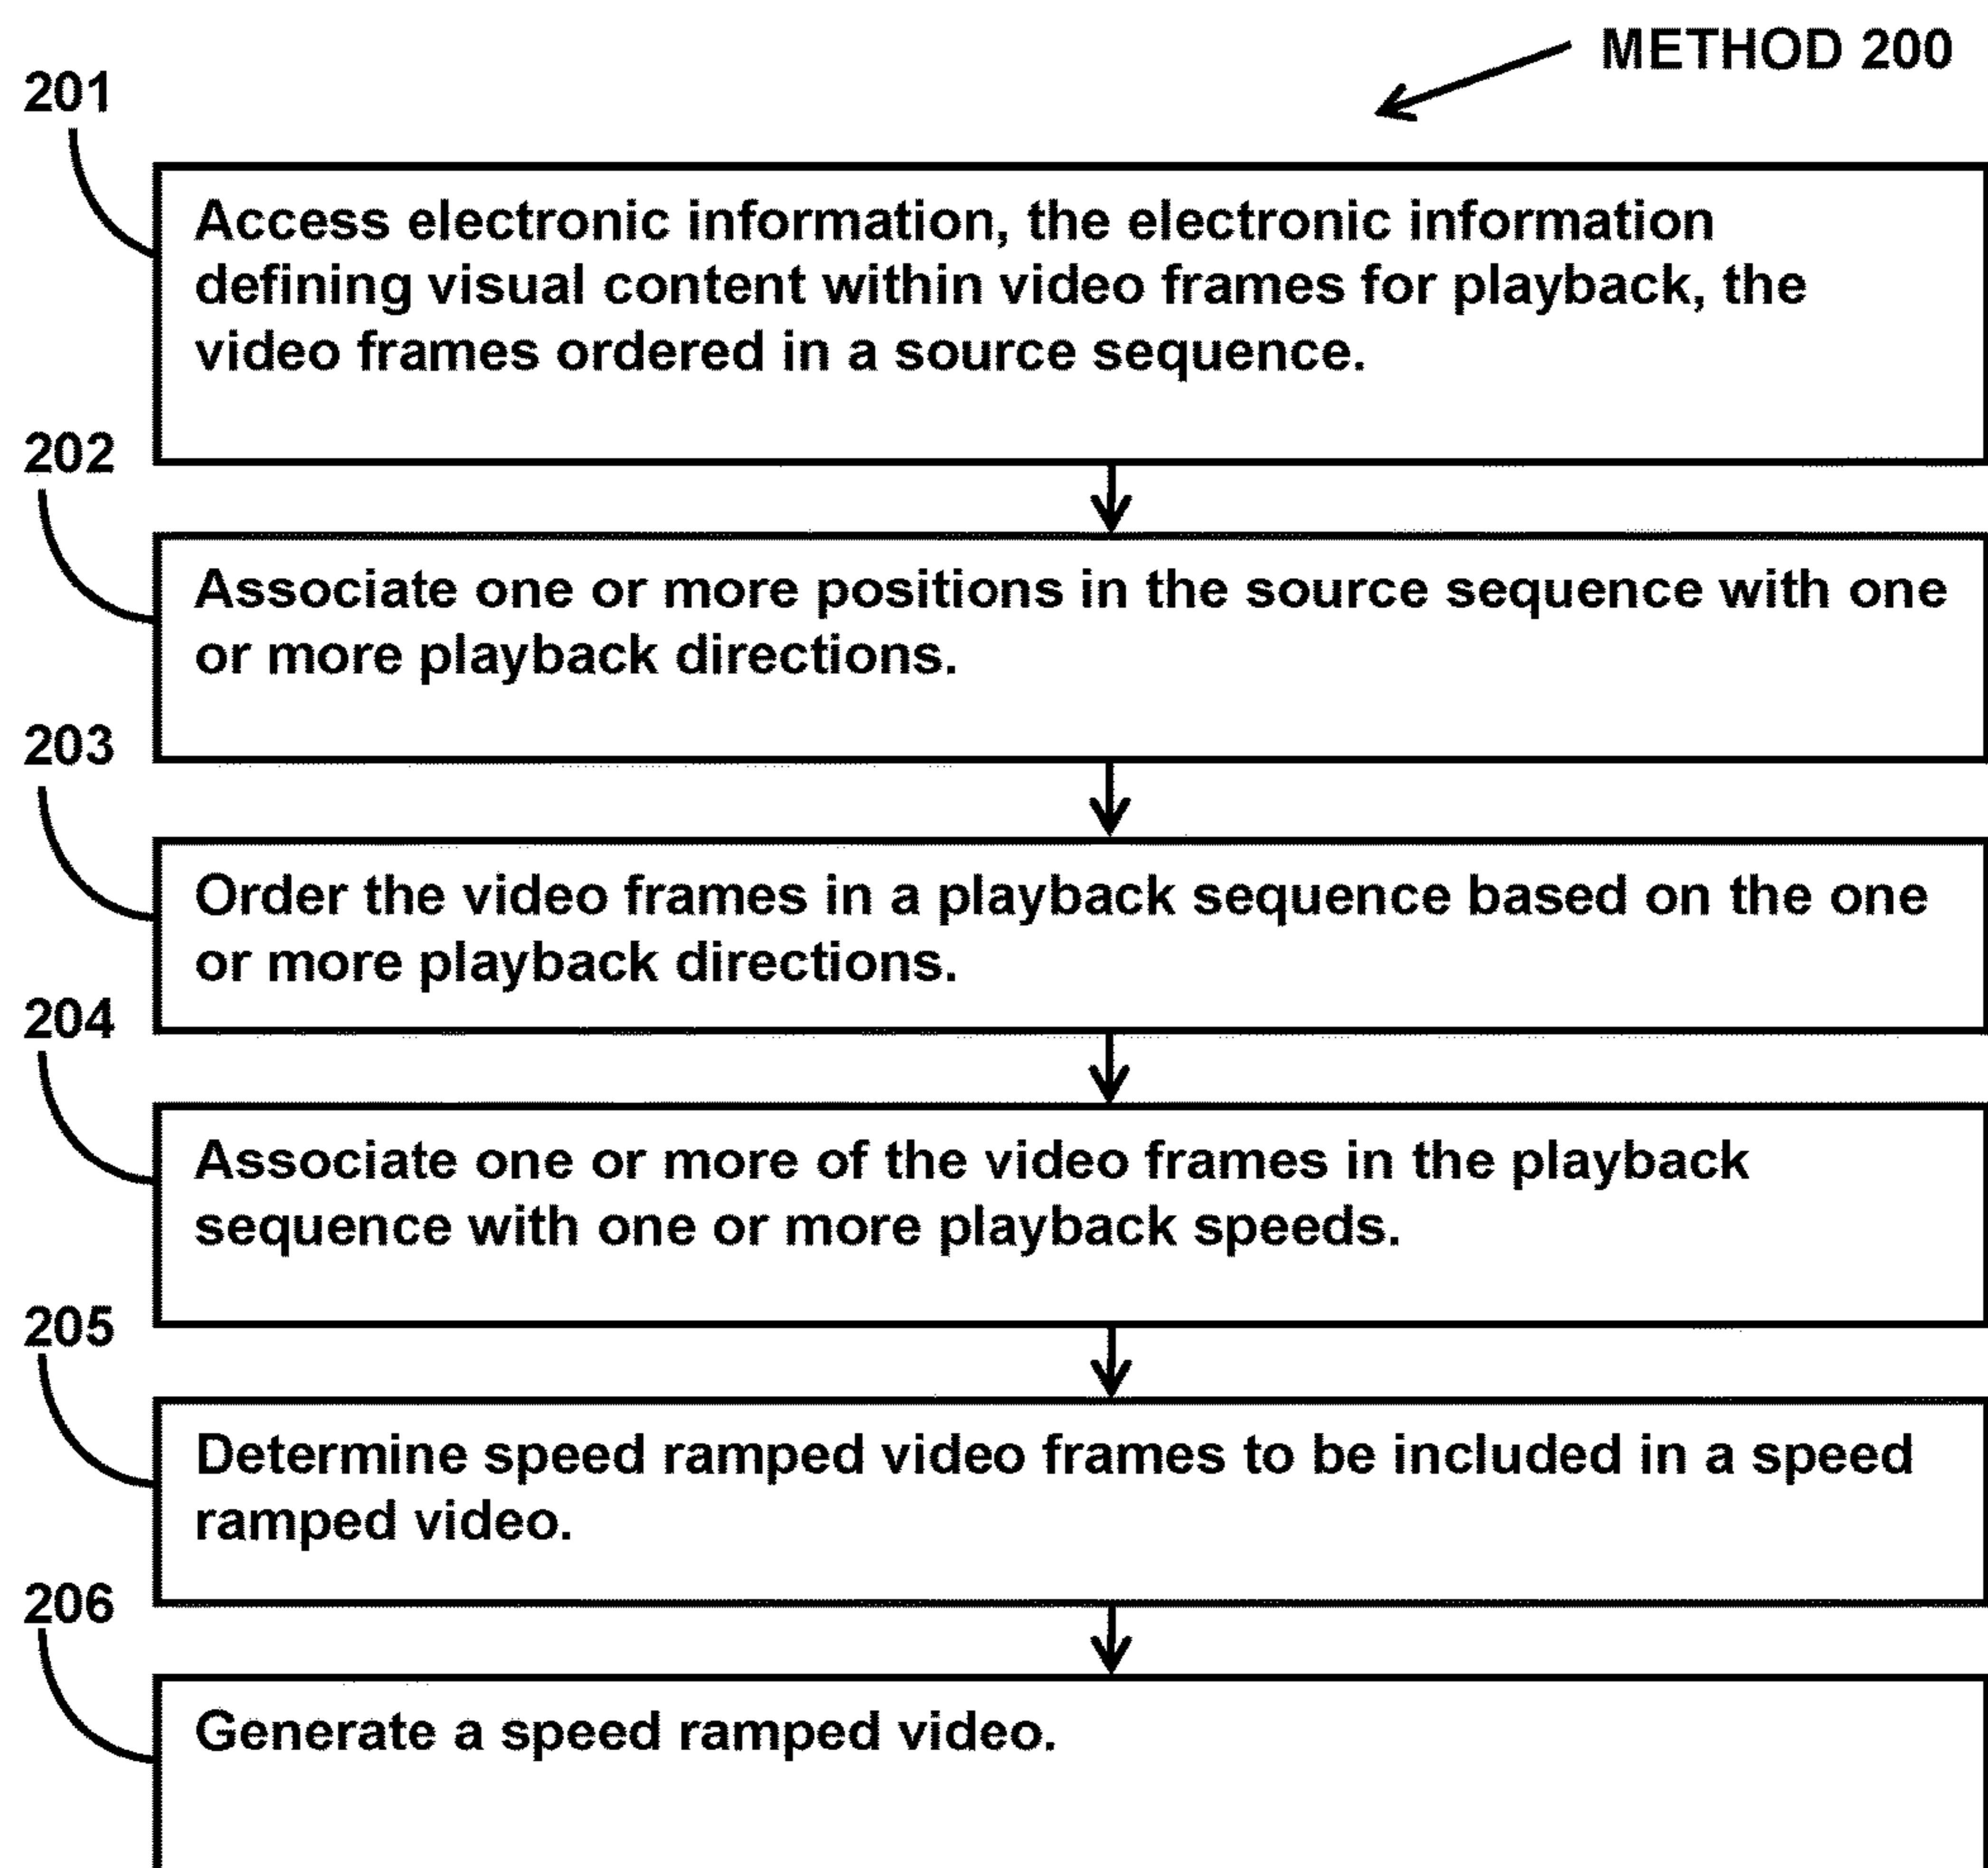 METHOD 200
201
Access electronic information, the electronic information
defining visual content within video frames for playback, the
video frames ordered in a source sequence.
202
Associate one or more positions in the source sequence with one
or more playback directions.
203
Order the video frames in a playback sequence based on the one
or more playback directions.
204
Associate one or more of the video frames in the playback
sequence with one or more playback speeds.
205
Determine speed ramped video frames to be included in a speed
ramped video.
206
Generate a speed ramped video.